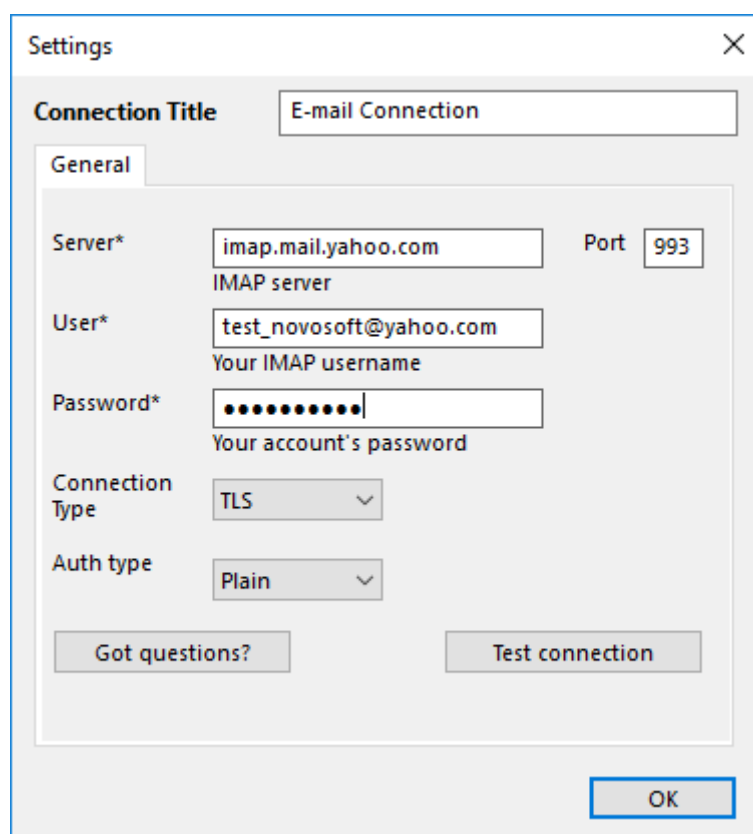 Settings
Connection Title E-mail Connection
General
Server* imap.mail.yahoo.com Port 993
IMAP server
User* test_novosoft@yahoo.com
Your IMAP username
Password* ●●●●●●●●●●
Your account's password
Connection
Type TLS
Auth type Plain
Got questions? Test connection
OK